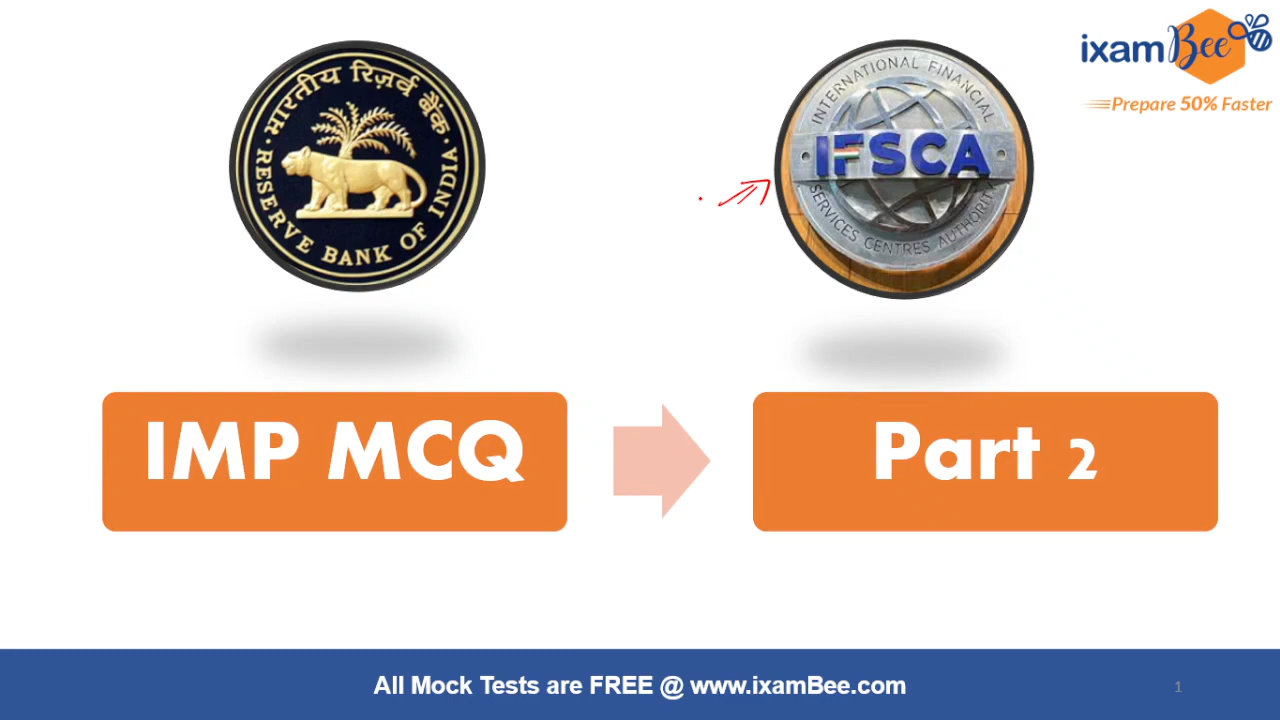 भारतीय रिज़र्व बैंक
RESERVE BANK OF INDIA
INTERNATIONAL FINANCIAL
IFSCA
SERVICES CENTRES AUTHORITY
ixamBee
Prepare 50% Faster
IMP MCQ
Part 2
All Mock Tests are FREE @ www.ixamBee.com
1